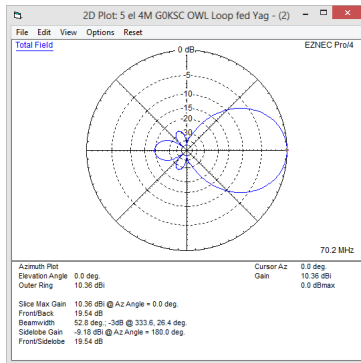 2D Plot: 5 el 4M G0KSC OWL Loop fed Yag - (2)
File Edit View Options Reset
Total Field
EZNEC Pro/4
0 dB
-5
-10
-15
-20
-30
70.2 MHz
Azimuth Plot
Elevation Angle 0.0 deg.
Outer Ring 10.36 dBi
Cursor Az 0.0 deg.
Gain 10.36 dBi
0.0 dBmax
Slice Max Gain 10.36 dBi @ Az Angle = 0.0 deg.
Front/Back 19.54 dB
Beamwidth 52.8 deg.; -3dB @ 333.6, 26.4 deg.
Sidelobe Gain -9.18 dBi @ Az Angle = 180.0 deg.
Front/Sidelobe 19.54 dB